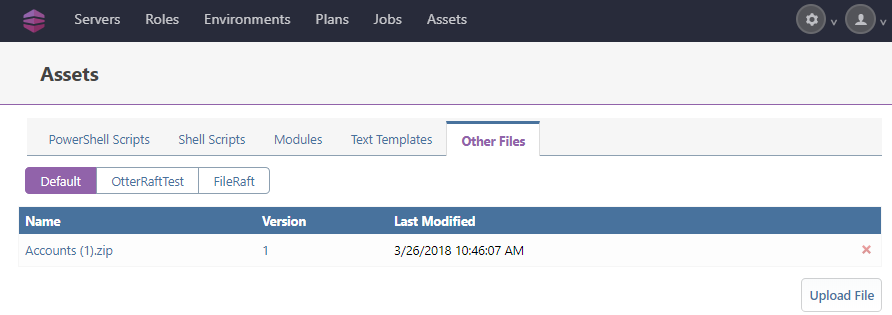 Servers Roles Environments Plans Jobs Assets
Assets
PowerShell Scripts Shell Scripts Modules Text Templates Other Files
Default OtterRaftTest FileRaft
Name Version Last Modified
Accounts (1).zip 1 3/26/2018 10:46:07 AM
Upload File